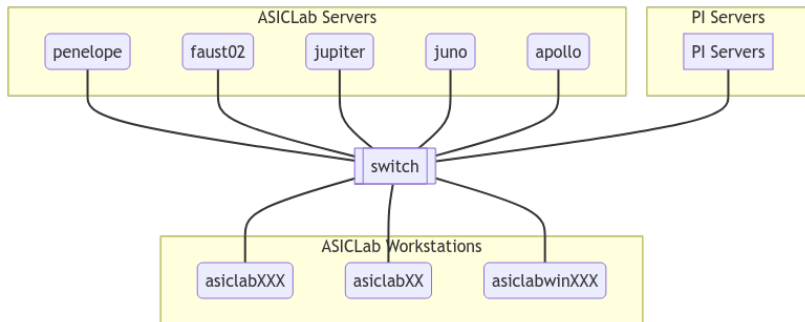 ASICLab Servers
PI Servers
penelope
faust02
jupiter
juno
apollo
PI Servers
switch
ASICLab Workstations
asiclabXXX
asiclabXX
asiclabwinXXX